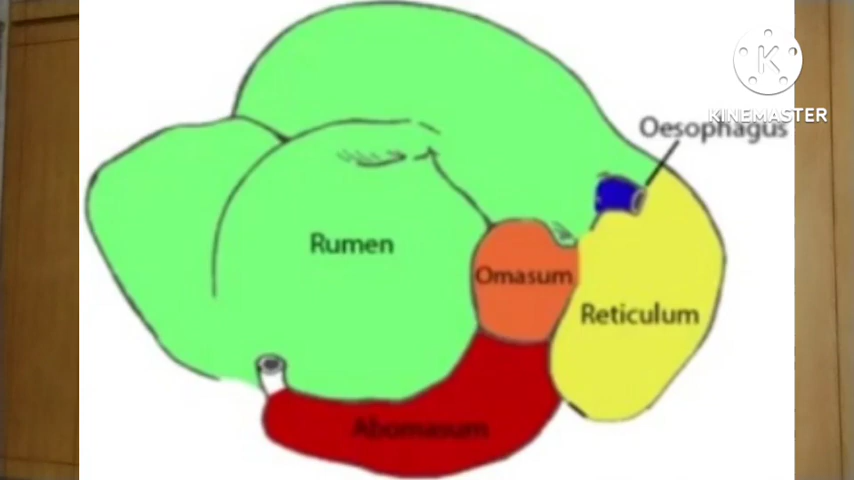 K
KINEMASTER
Oesophagus
Rumen
Omasum
Reticulum
Abomasum